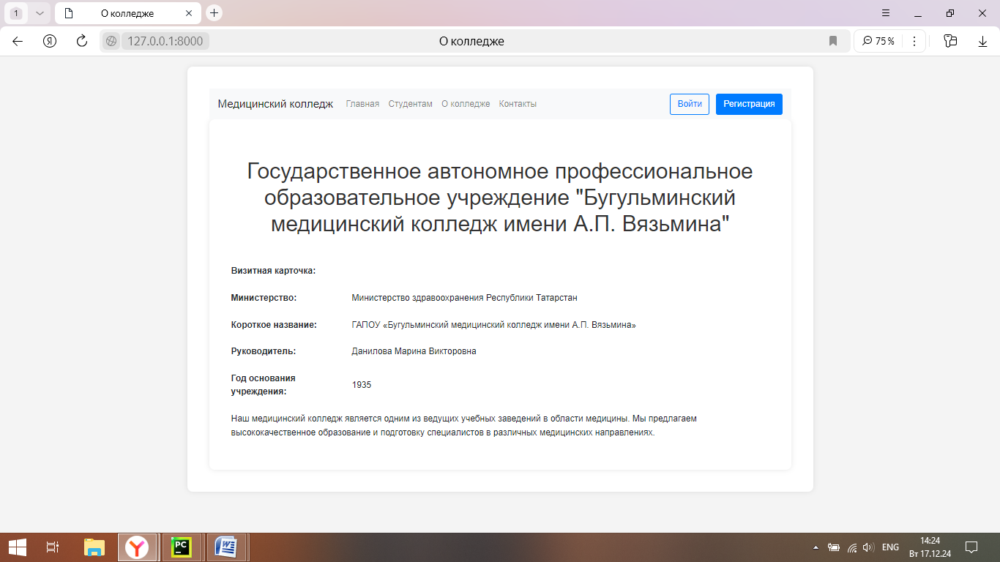 1
О колледже
127.0.0.1:8000
О колледже
75%
Медицинский колледж
Главная
Студентам
О колледже
Контакты
Войти
Регистрация
Государственное автономное профессиональное
образовательное учреждение "Бугульминский
медицинский колледж имени А.П. Вязьмина"
Визитная карточка:
Министерство:
Министерство здравоохранения Республики Татарстан
Короткое название:
ГАПОУ «Бугульминский медицинский колледж имени А.П. Вязьмина»
Руководитель:
Данилова Марина Викторовна
Год основания
учреждения:
1935
Наш медицинский колледж является одним из ведущих учебных заведений в области медицины. Мы предлагаем
высококачественное образование и подготовку специалистов в различных медицинских направлениях.
PC
W
ENG
14:24
Вт 17.12.24